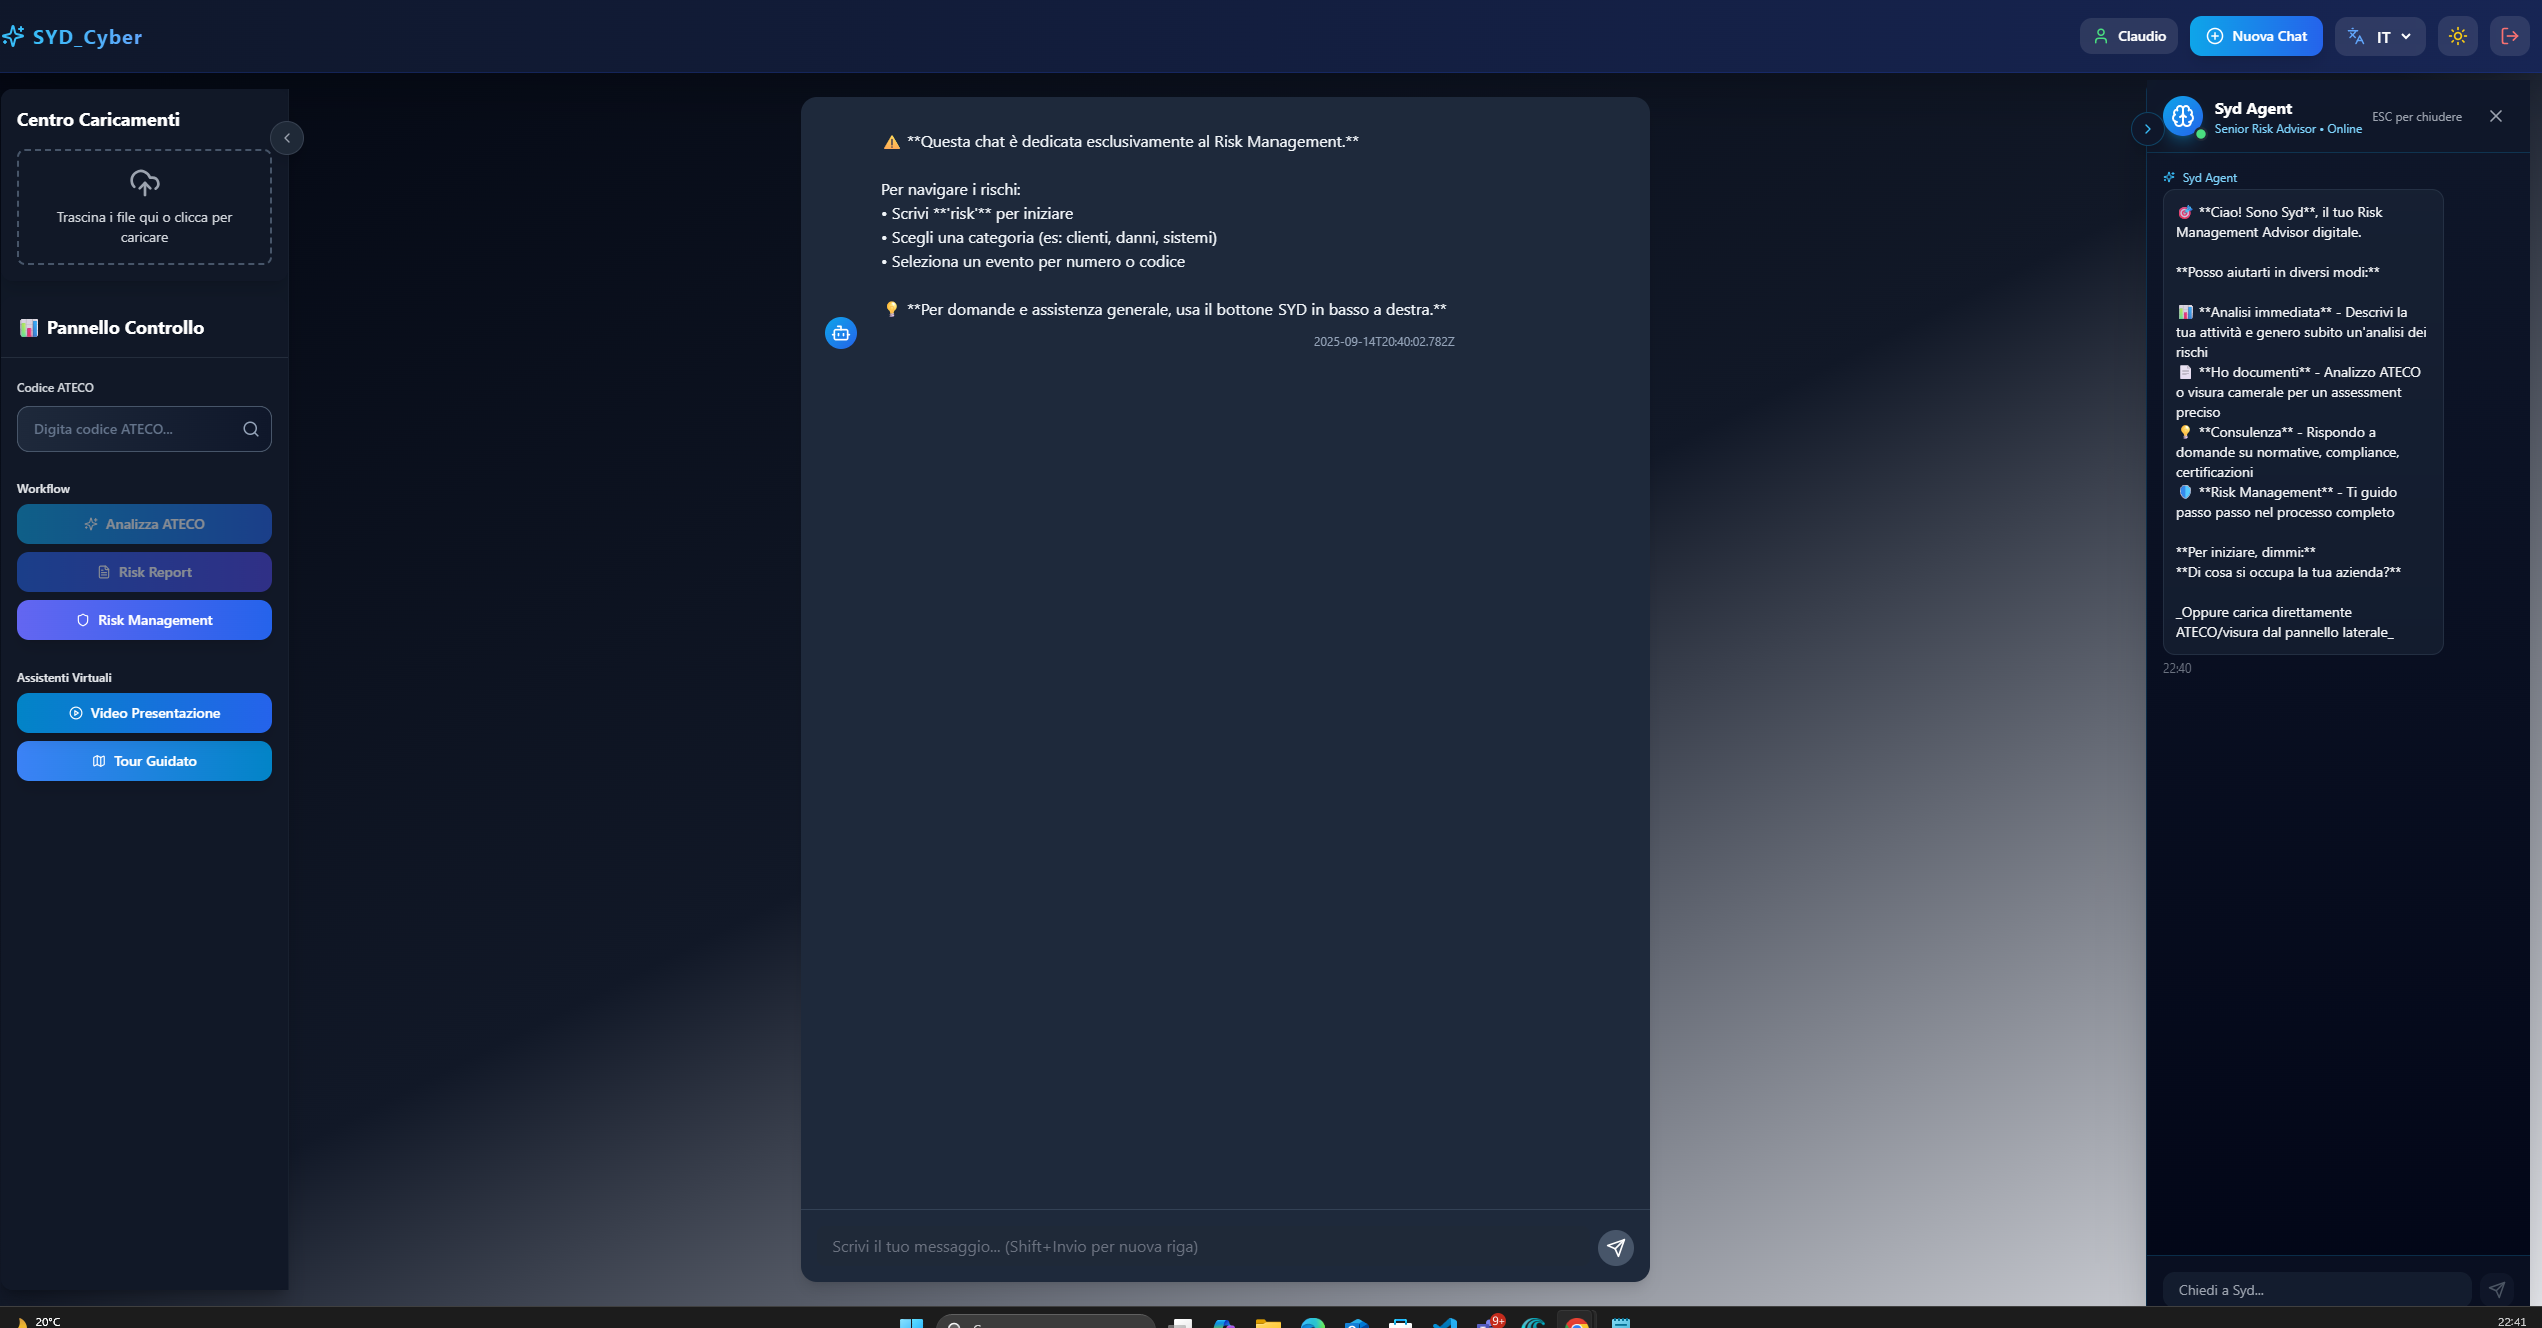 SYD_Cyber
Claudio
Nuova Chat
IT
Centro Caricamenti
Trascina i file qui o clicca per
caricare
📊 Pannello Controllo
Codice ATECO
Digita codice ATECO...
Workflow
Analizza ATECO
Risk Report
Risk Management
Assistenti Virtuali
Video Presentazione
Tour Guidato
⚠️ **Questa chat è dedicata esclusivamente al Risk Management.**
Per navigare i rischi:
• Scrivi **'risk'** per iniziare
• Scegli una categoria (es: clienti, danni, sistemi)
• Seleziona un evento per numero o codice
💡 **Per domande e assistenza generale, usa il bottone SYD in basso a destra.**
2025-09-14T20:40:02.782Z
Scrivi il tuo messaggio... (Shift+Invio per nuova riga)
Syd Agent
Senior Risk Advisor • Online
ESC per chiudere
Syd Agent
🎯 **Ciao! Sono Syd**, il tuo Risk
Management Advisor digitale.
**Posso aiutarti in diversi modi:**
📊 **Analisi immediata** - Descrivi la
tua attività e genero subito un'analisi dei
rischi
📄 **Ho documenti** - Analizzo ATECO
o visura camerale per un assessment
preciso
💡 **Consulenza** - Rispondo a
domande su normative, compliance,
certificazioni
🛡️ **Risk Management** - Ti guido
passo passo nel processo completo
**Per iniziare, dimmi:**
**Di cosa si occupa la tua azienda?**
_Oppure carica direttamente
ATECO/visura dal pannello laterale_
22:40
Chiedi a Syd...
20°C
9+
22:41